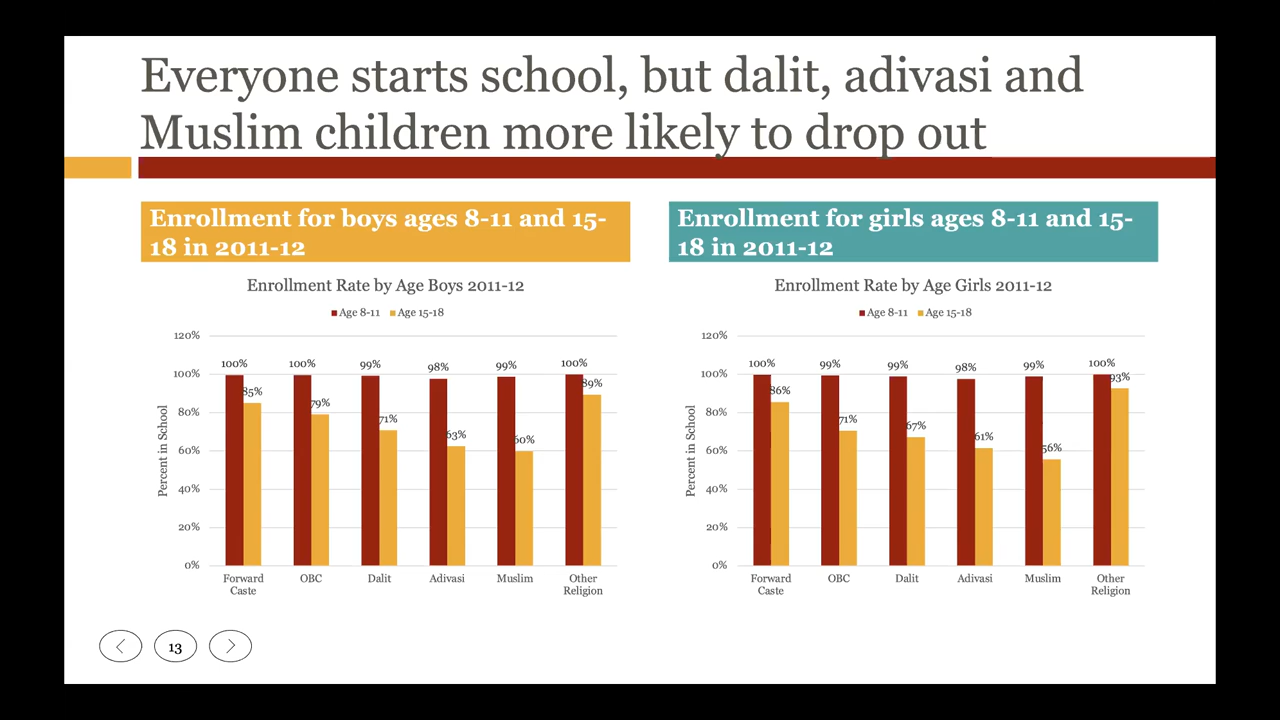 Everyone starts school, but dalit, adivasi and
Muslim children more likely to drop out
Enrollment for boys ages 8-11 and 15-
18 in 2011-12
Enrollment Rate by Age Boys 2011-12
Age 8-11 Age 15-18
120%
100%
80%
60%
40%
20%
0%
Percent in School
100% 85% 100% 79% 99% 71% 98% 63% 99% 60% 100% 89%
Forward OBC Dalit Adivasi Muslim Other
Caste Religion
Enrollment for girls ages 8-11 and 15-
18 in 2011-12
Enrollment Rate by Age Girls 2011-12
Age 8-11 Age 15-18
120%
100%
80%
60%
40%
20%
0%
Percent in School
100% 86% 99% 71% 99% 67% 98% 61% 99% 56% 100% 93%
Forward OBC Dalit Adivasi Muslim Other
Caste Religion
13